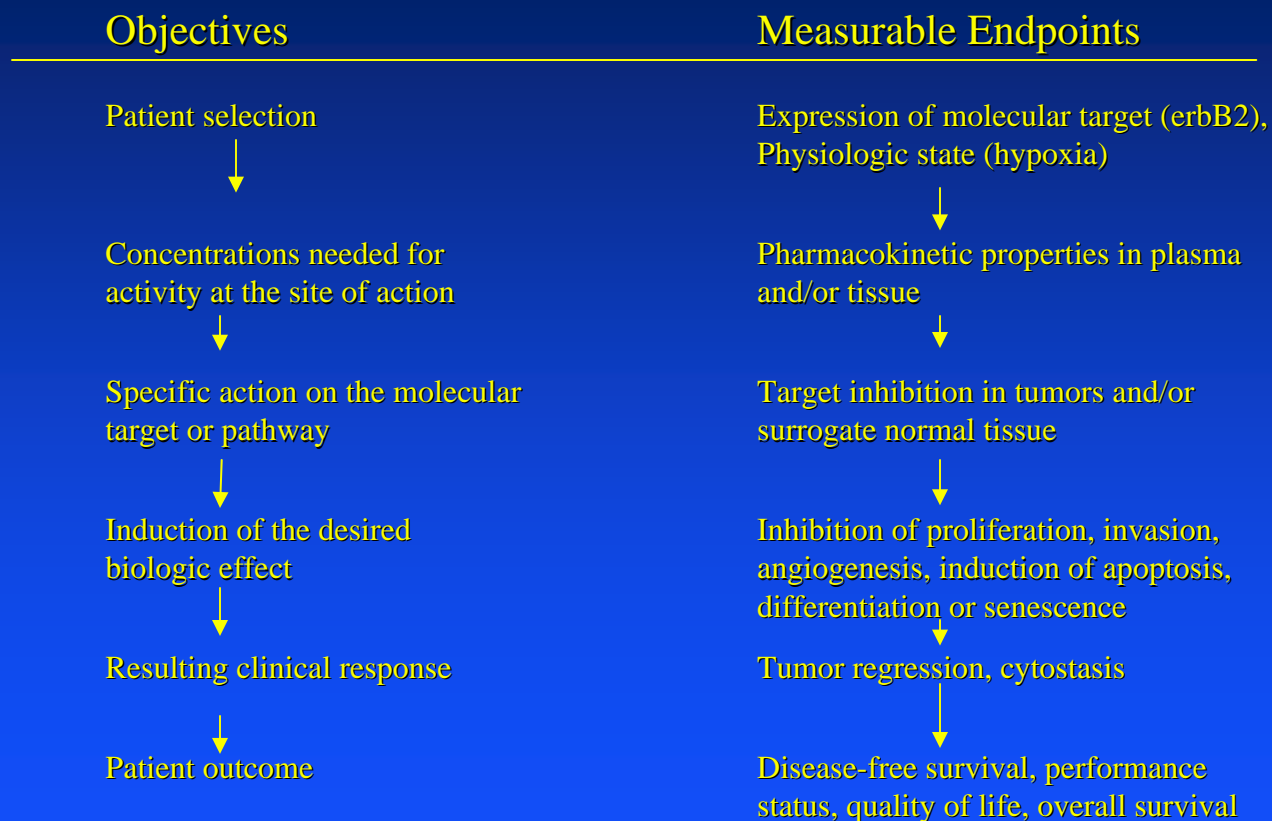 Objectives
Measurable Endpoints
Patient selection
Expression of molecular target (erbB2),
Physiologic state (hypoxia)
Concentrations needed for
activity at the site of action
Pharmacokinetic properties in plasma
and/or tissue
Specific action on the molecular
target or pathway
Target inhibition in tumors and/or
surrogate normal tissue
Induction of the desired
biologic effect
Inhibition of proliferation, invasion,
angiogenesis, induction of apoptosis,
differentiation or senescence
Resulting clinical response
Tumor regression, cytostasis
Patient outcome
Disease-free survival, performance
status, quality of life, overall survival